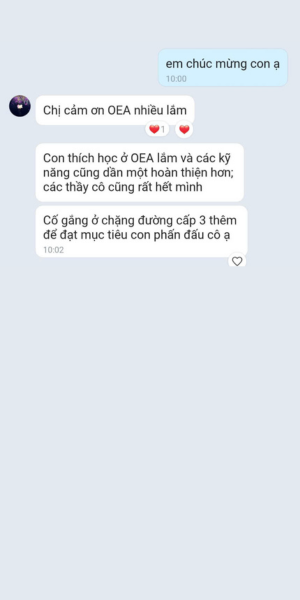 em chúc mừng con ạ
10:00
Chị cảm ơn OEA nhiều lắm
1
Con thích học ở OEA lắm và các kỹ
năng cũng dần một hoàn thiện hơn;
các thầy cô cũng rất hết mình
Cố gắng ở chặng đường cấp 3 thêm
để đạt mục tiêu con phấn đấu cô ạ
10:02